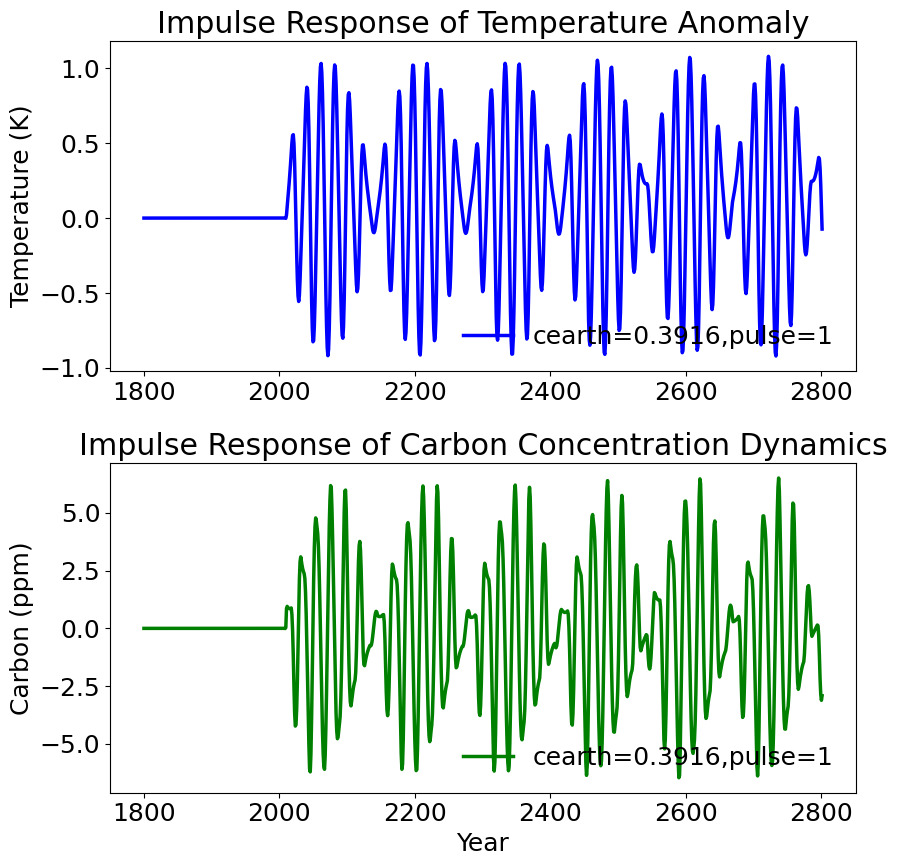 Impulse Response of Temperature Anomaly
Temperature (K)
1.0
0.5
0.0
−0.5
−1.0
cearth=0.3916,pulse=1
1800 2000 2200 2400 2600 2800
Impulse Response of Carbon Concentration Dynamics
Carbon (ppm)
5.0
2.5
0.0
−2.5
−5.0
cearth=0.3916,pulse=1
1800 2000 2200 2400 2600 2800
Year